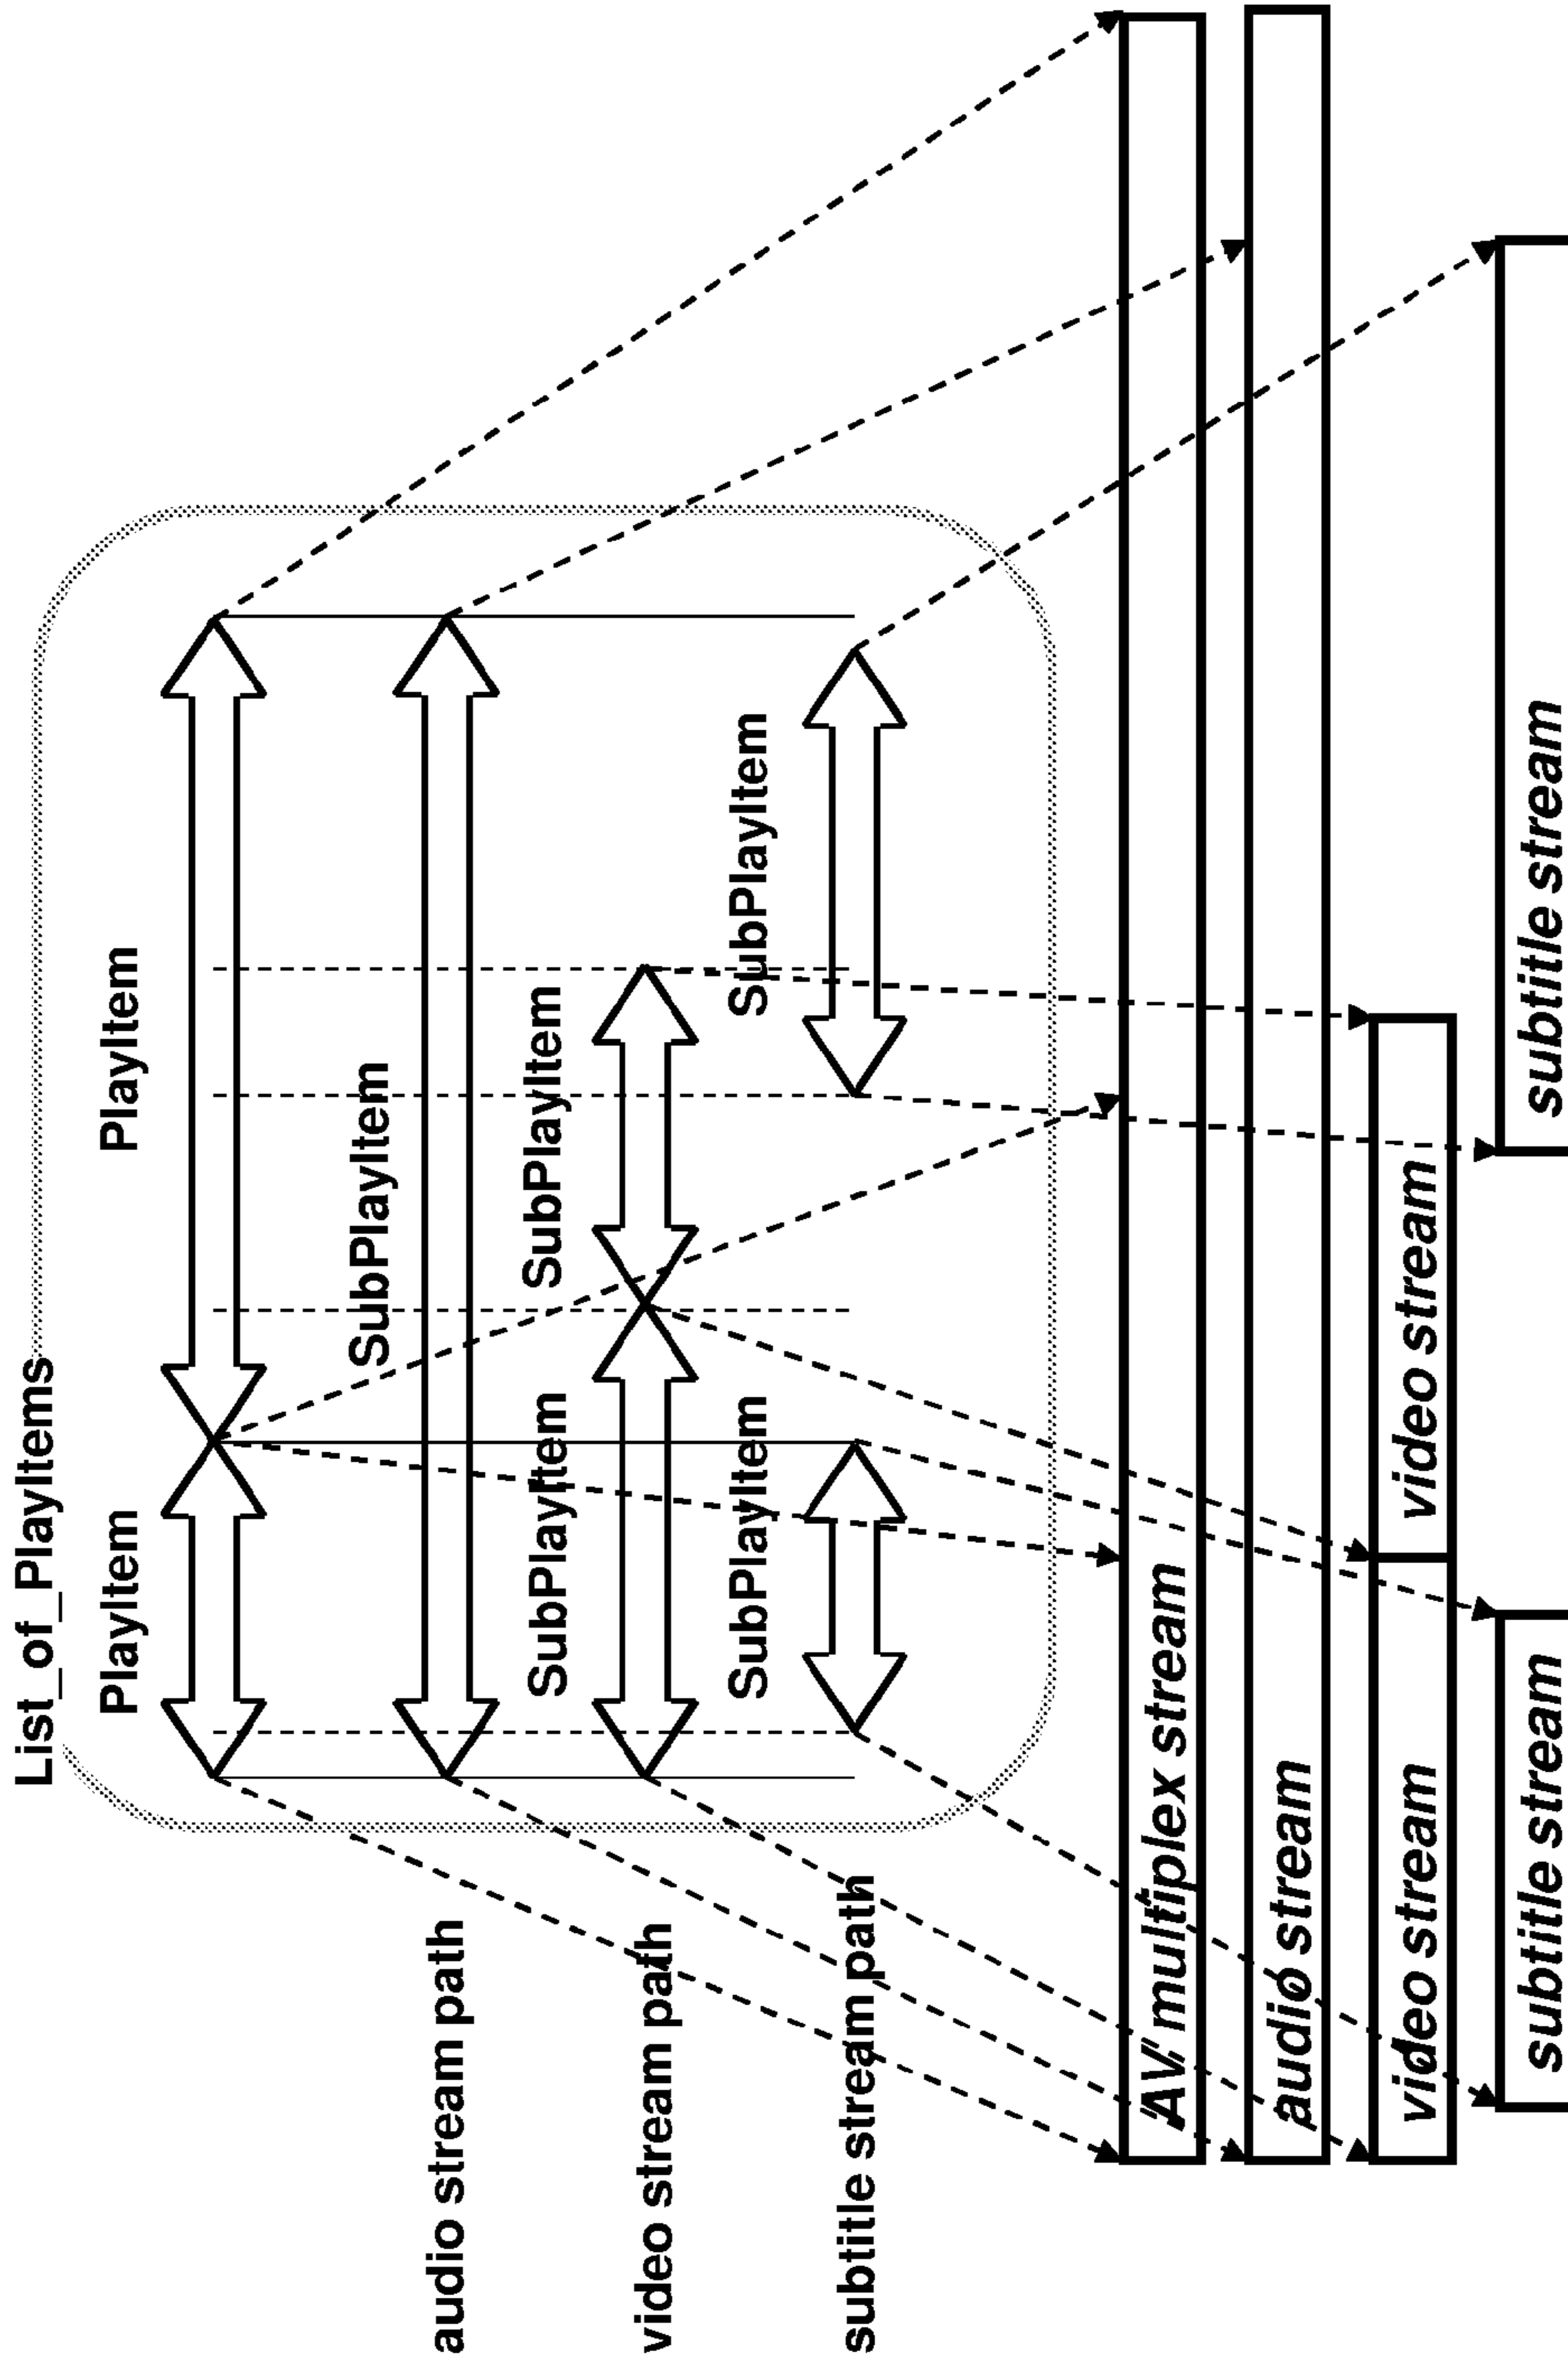 List_of_PlayItems
PlayItem
PlayItem
SubPlayItem
audio stream path
SubPlayItem
SubPlayItem
video stream path
SubPlayItem
SubPlayItem
subtitle stream path
AV multiplex stream
audio stream
video stream
video stream
subtitle stream
subtitle stream